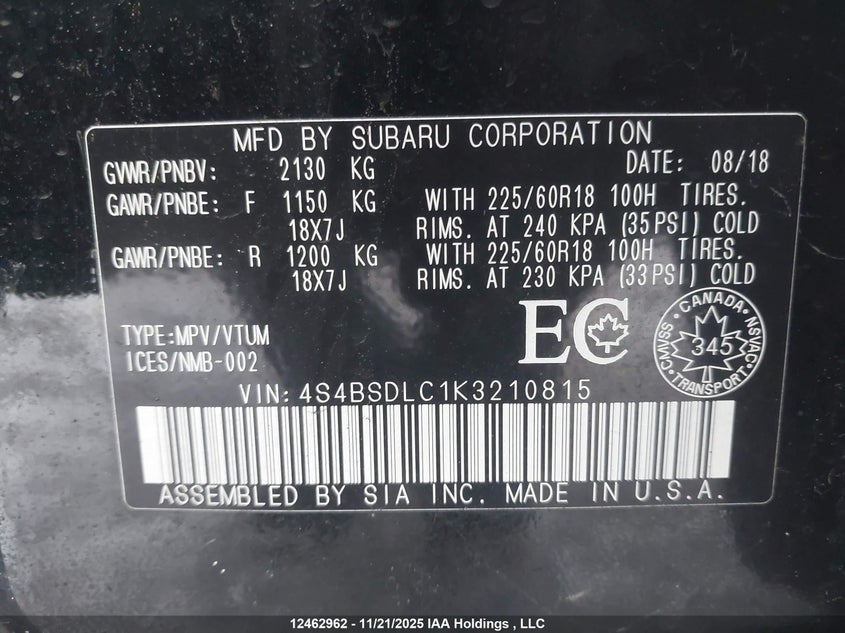 MFD BY SUBARU CORPORATION
GVWR/PNBV: 2130 KG DATE: 08/18
GAWR/PNBE: F 1150 KG WITH 225/60R18 100H TIRES.
18X7J RIMS. AT 240 KPA (35PSI) COLD
GAWR/PNBE: R 1200 KG WITH 225/60R18 100H TIRES.
18X7J RIMS. AT 230 KPA (33PSI) COLD
TYPE:MPV/VTUM
ICES/NMB-002
EC
CANADA
CMVSS 345 NSVAC
TRANSPORT
VIN: 4S4BSDLC1K3210815
ASSEMBLED BY SIA INC. MADE IN U.S.A.
12462962 - 11/21/2025 IAA Holdings , LLC